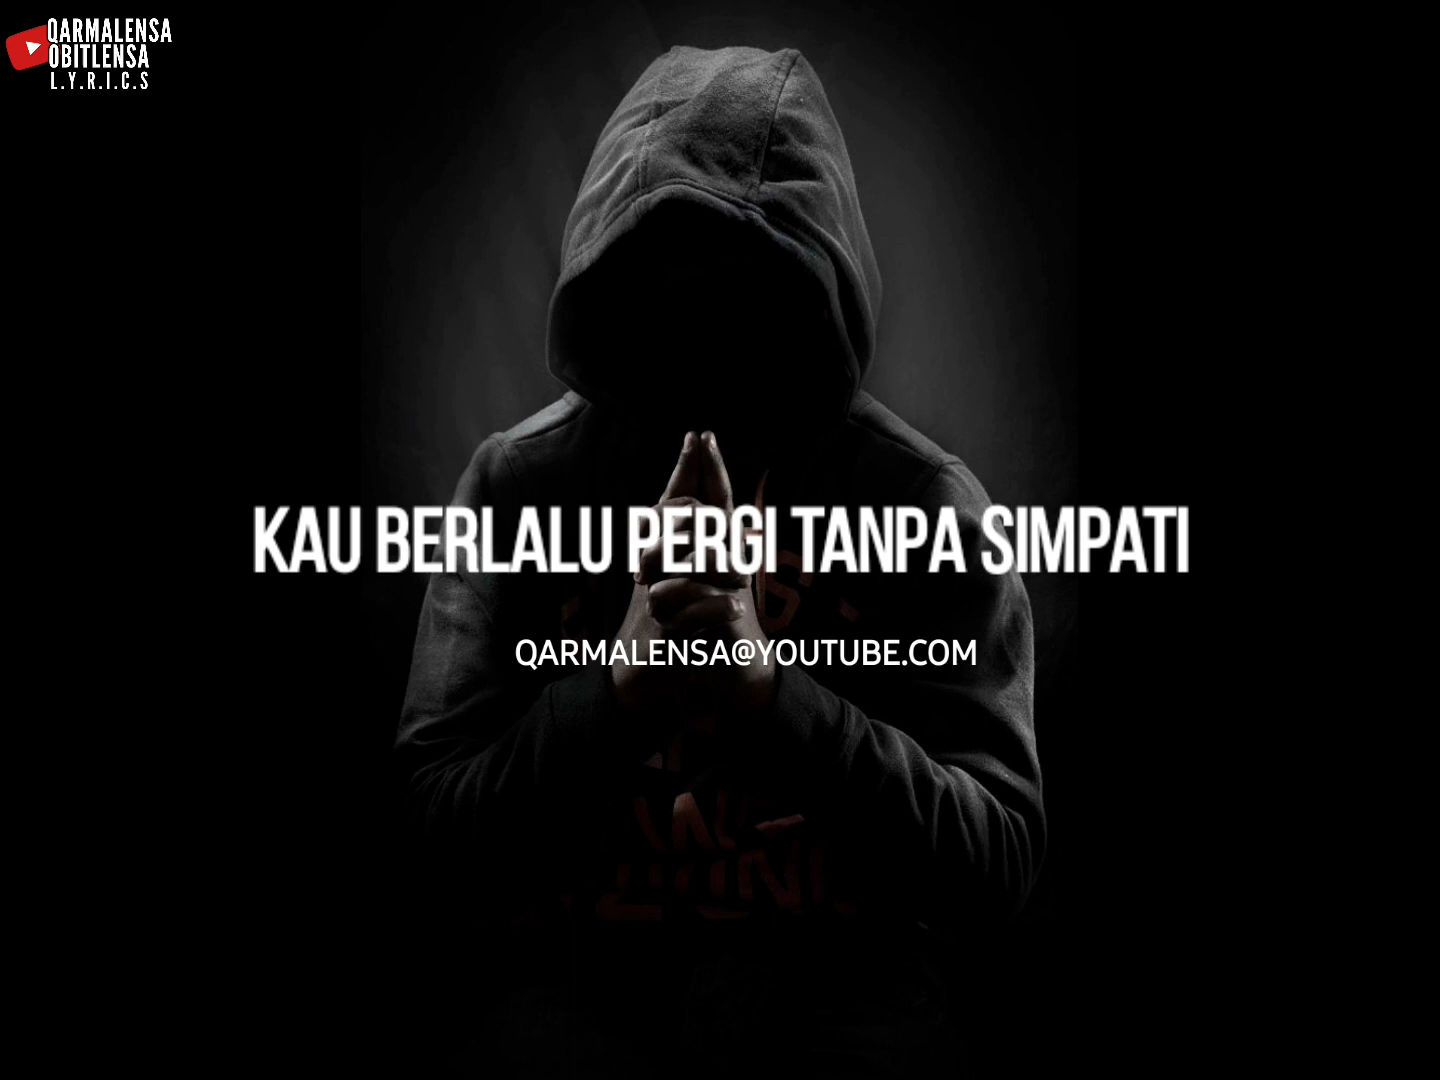 QARMALENSA
OBITLENSA
L.Y.R.I.C.S
KAU BERLALU PERGI TANPA SIMPATI
QARMALENSA@YOUTUBE.COM